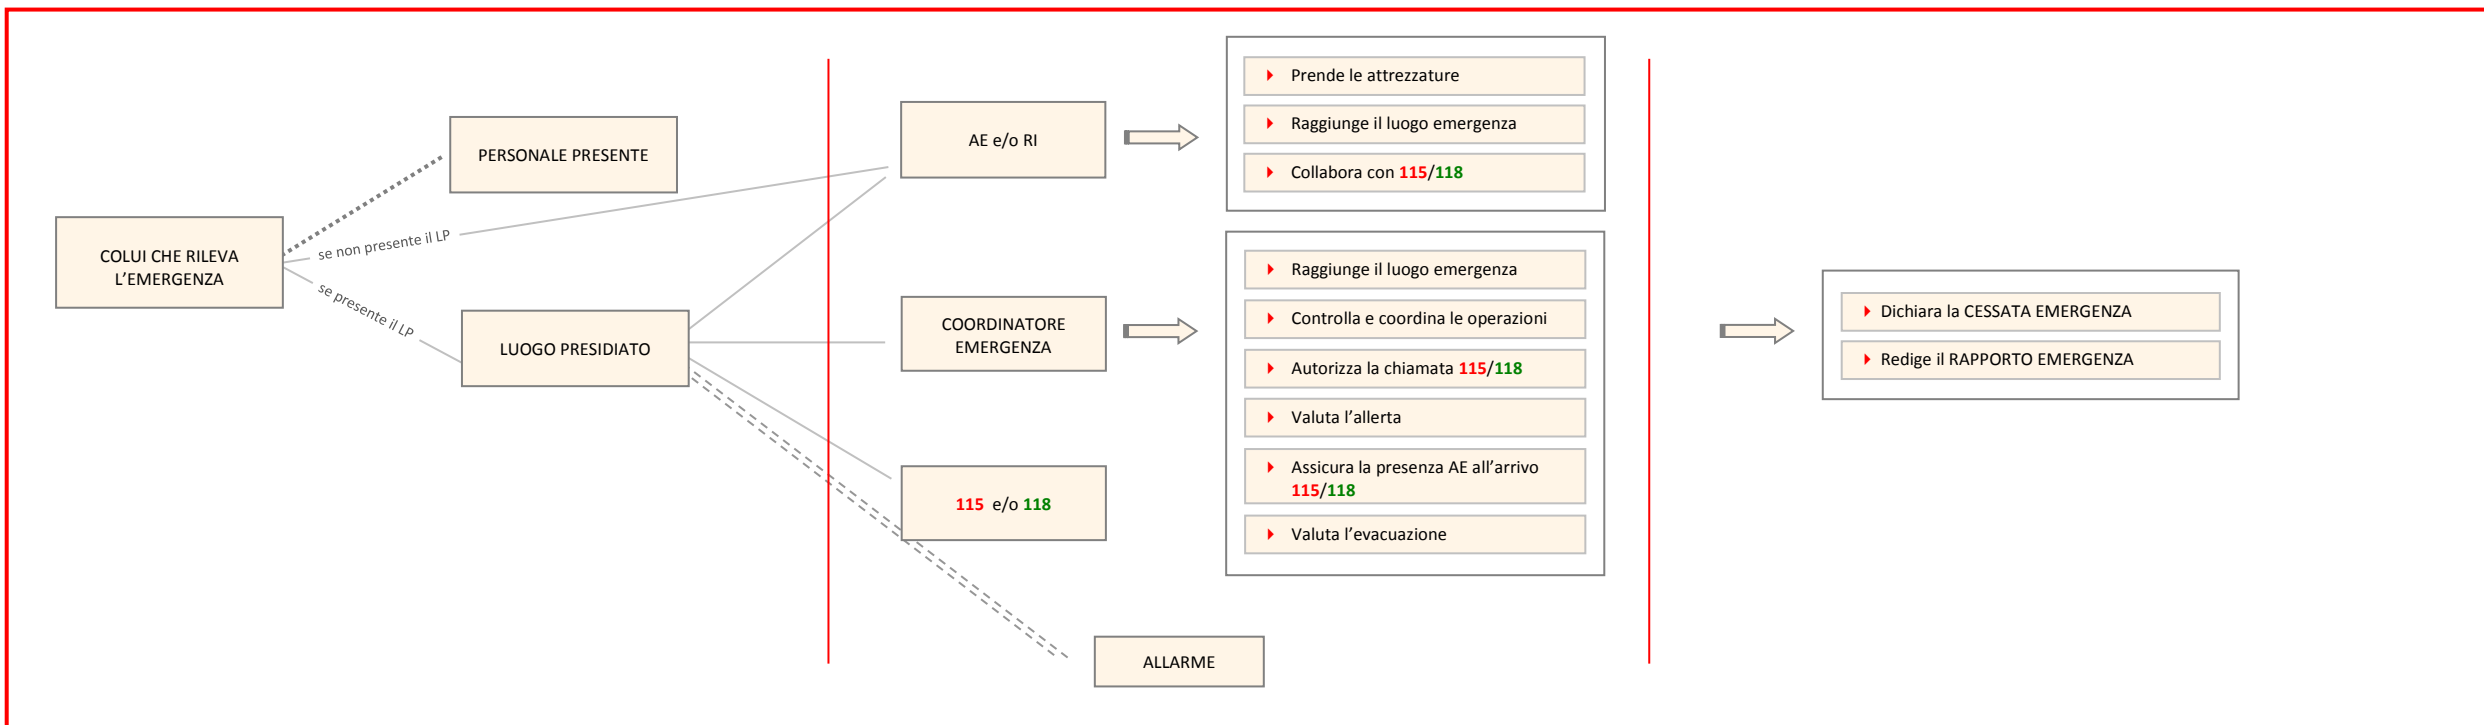 COLUI CHE RILEVA
L’EMERGENZA
PERSONALE PRESENTE
se non presente il LP
se presente il LP
LUOGO PRESIDIATO
AE e/o RI
COORDINATORE
EMERGENZA
115 e/o 118
ALLARME
Prende le attrezzature
Raggiunge il luogo emergenza
Collabora con 115/118
Raggiunge il luogo emergenza
Controlla e coordina le operazioni
Autorizza la chiamata 115/118
Valuta l’allerta
Assicura la presenza AE all’arrivo
115/118
Valuta l’evacuazione
Dichiara la CESSATA EMERGENZA
Redige il RAPPORTO EMERGENZA